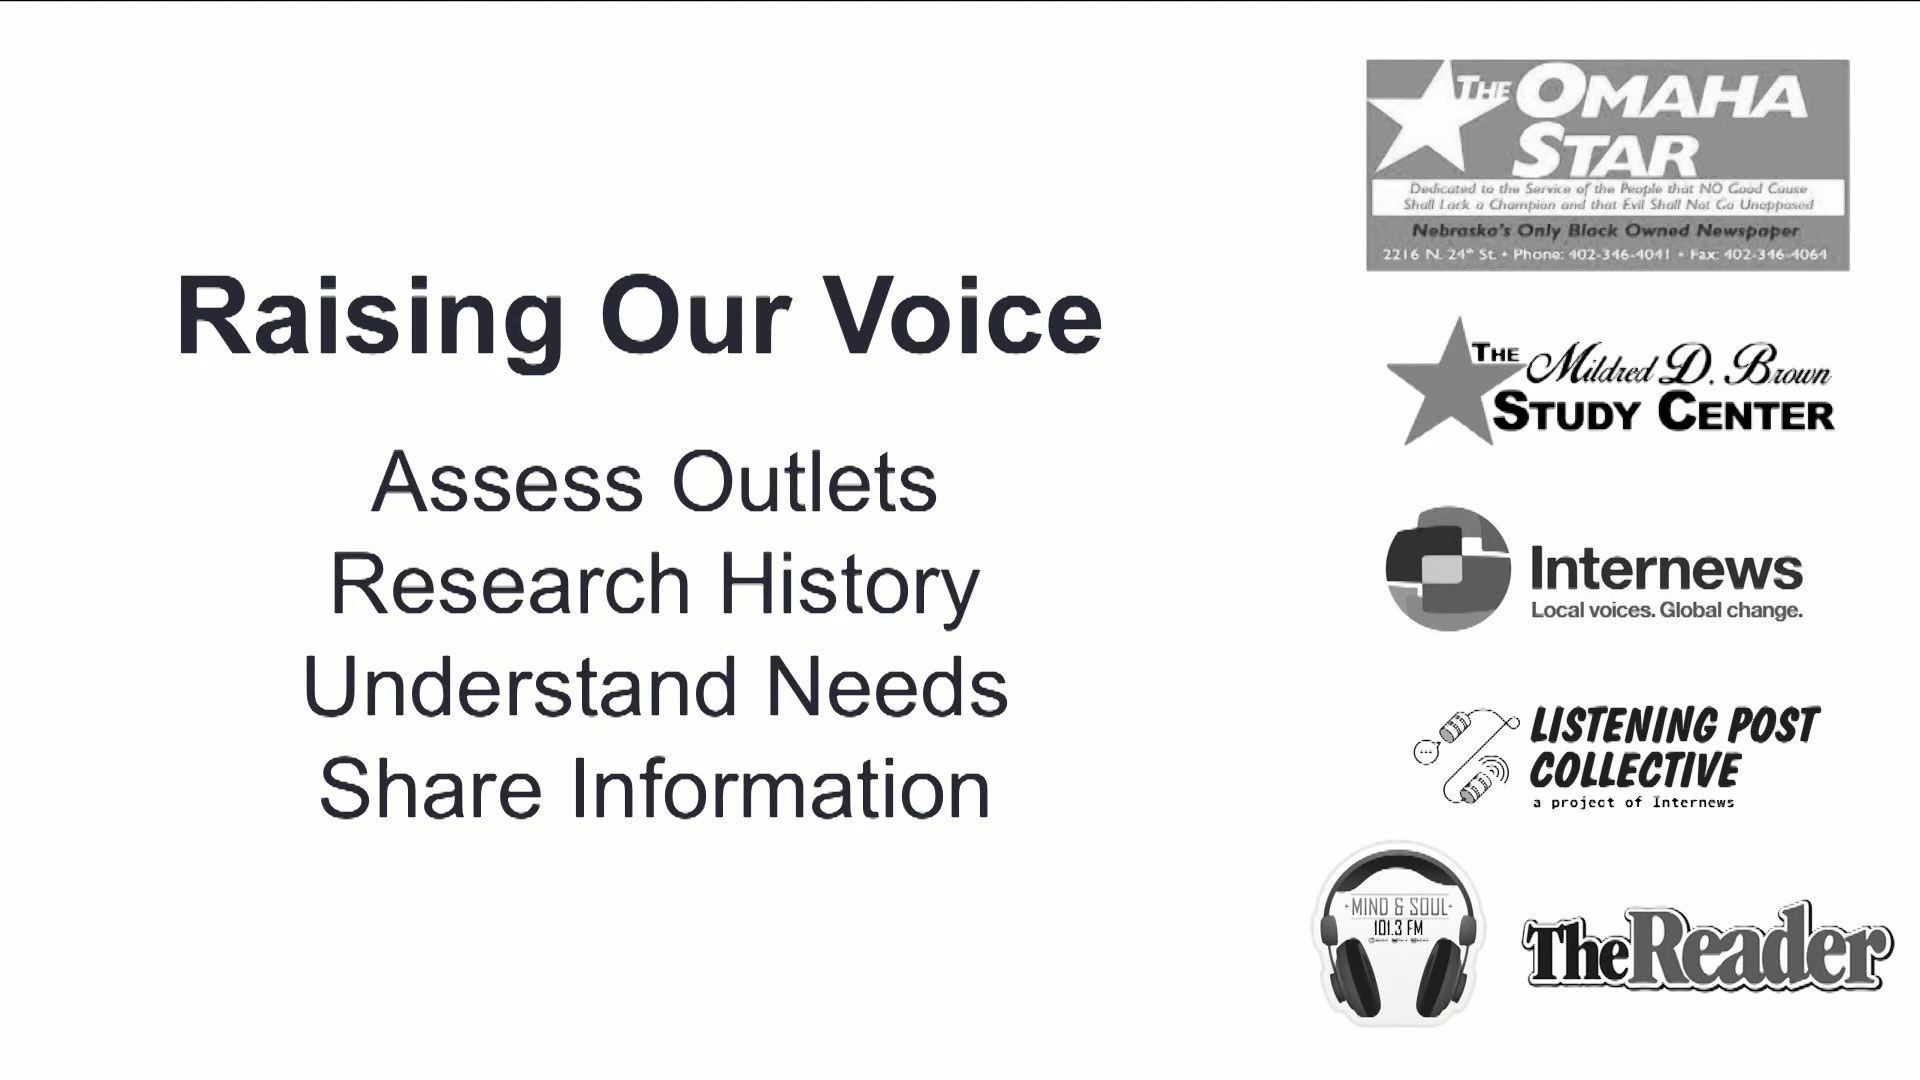 Raising Our Voice
Assess Outlets
Research History
Understand Needs
Share Information
THE OMAHA
STAR
Dedicated to the Service of the People that NO Good Cause
Shall Lack a Champion and that Evil Shall Not Go Unopposed
Nebraska's Only Black Owned Newspaper
2216 N. 24th St. • Phone: 402-346-4041 • Fax: 402-346-4064
THE Mildred D. Brown
STUDY CENTER
Internews
Local voices. Global change.
LISTENING POST
COLLECTIVE
a project of Internews
·MIND & SOUL·
101.3 FM
TheReader